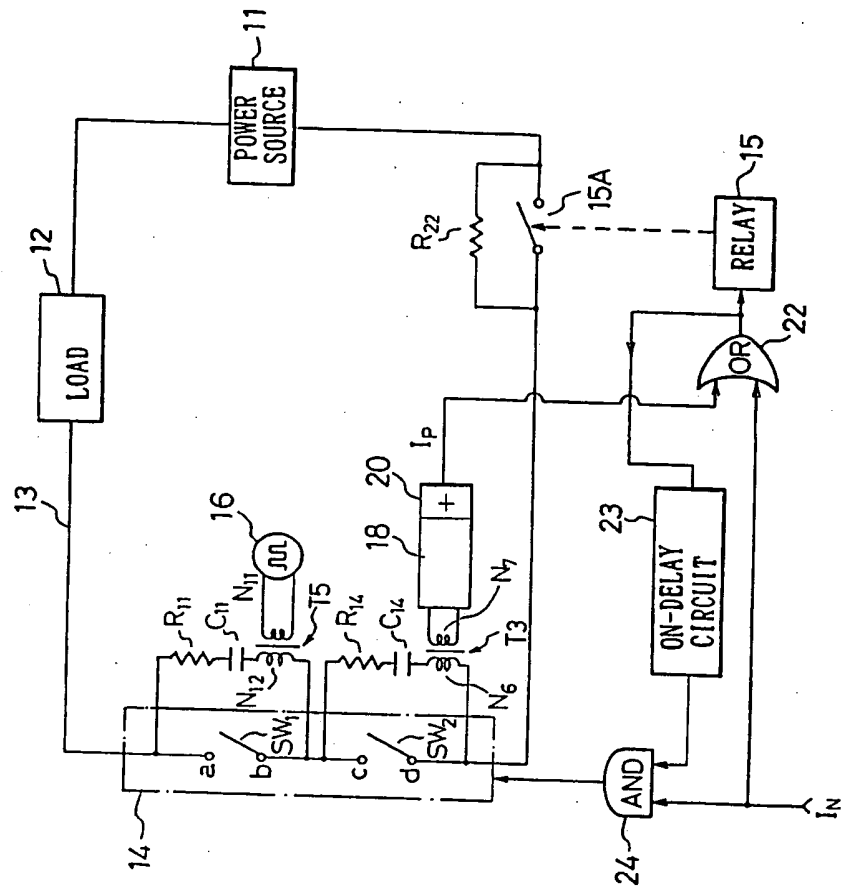 12
LOAD
13
11
POWER
SOURCE
R11
C11
N11
16
N12
T5
14
a
b
SW1
c
d
SW2
R14
C14
N6
N7
T3
18
20
+
IP
R22
15A
15
RELAY
OR
22
23
ON-DELAY
CIRCUIT
AND
24
IN